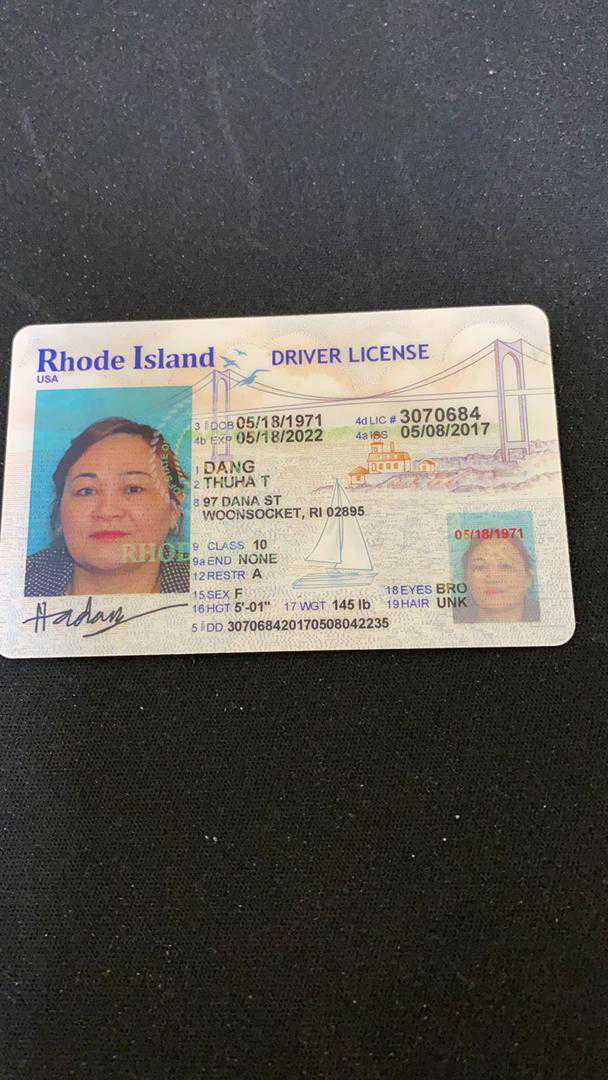 Rhode Island
USA
DRIVER LICENSE
3 DOB 05/18/1971
4b EXP 05/18/2022
4d LIC # 3070684
4a ISS 05/08/2017
1 DANG
2 THUHA T
8 97 DANA ST
WOONSOCKET, RI 02895
9 CLASS 10
9a END NONE
12 RESTR A
15 SEX F
16 HGT 5'-01" 17 WGT 145 lb
18 EYES BRO
19 HAIR UNK
5 DD 307068420170508042235
05/18/1971
RHODE